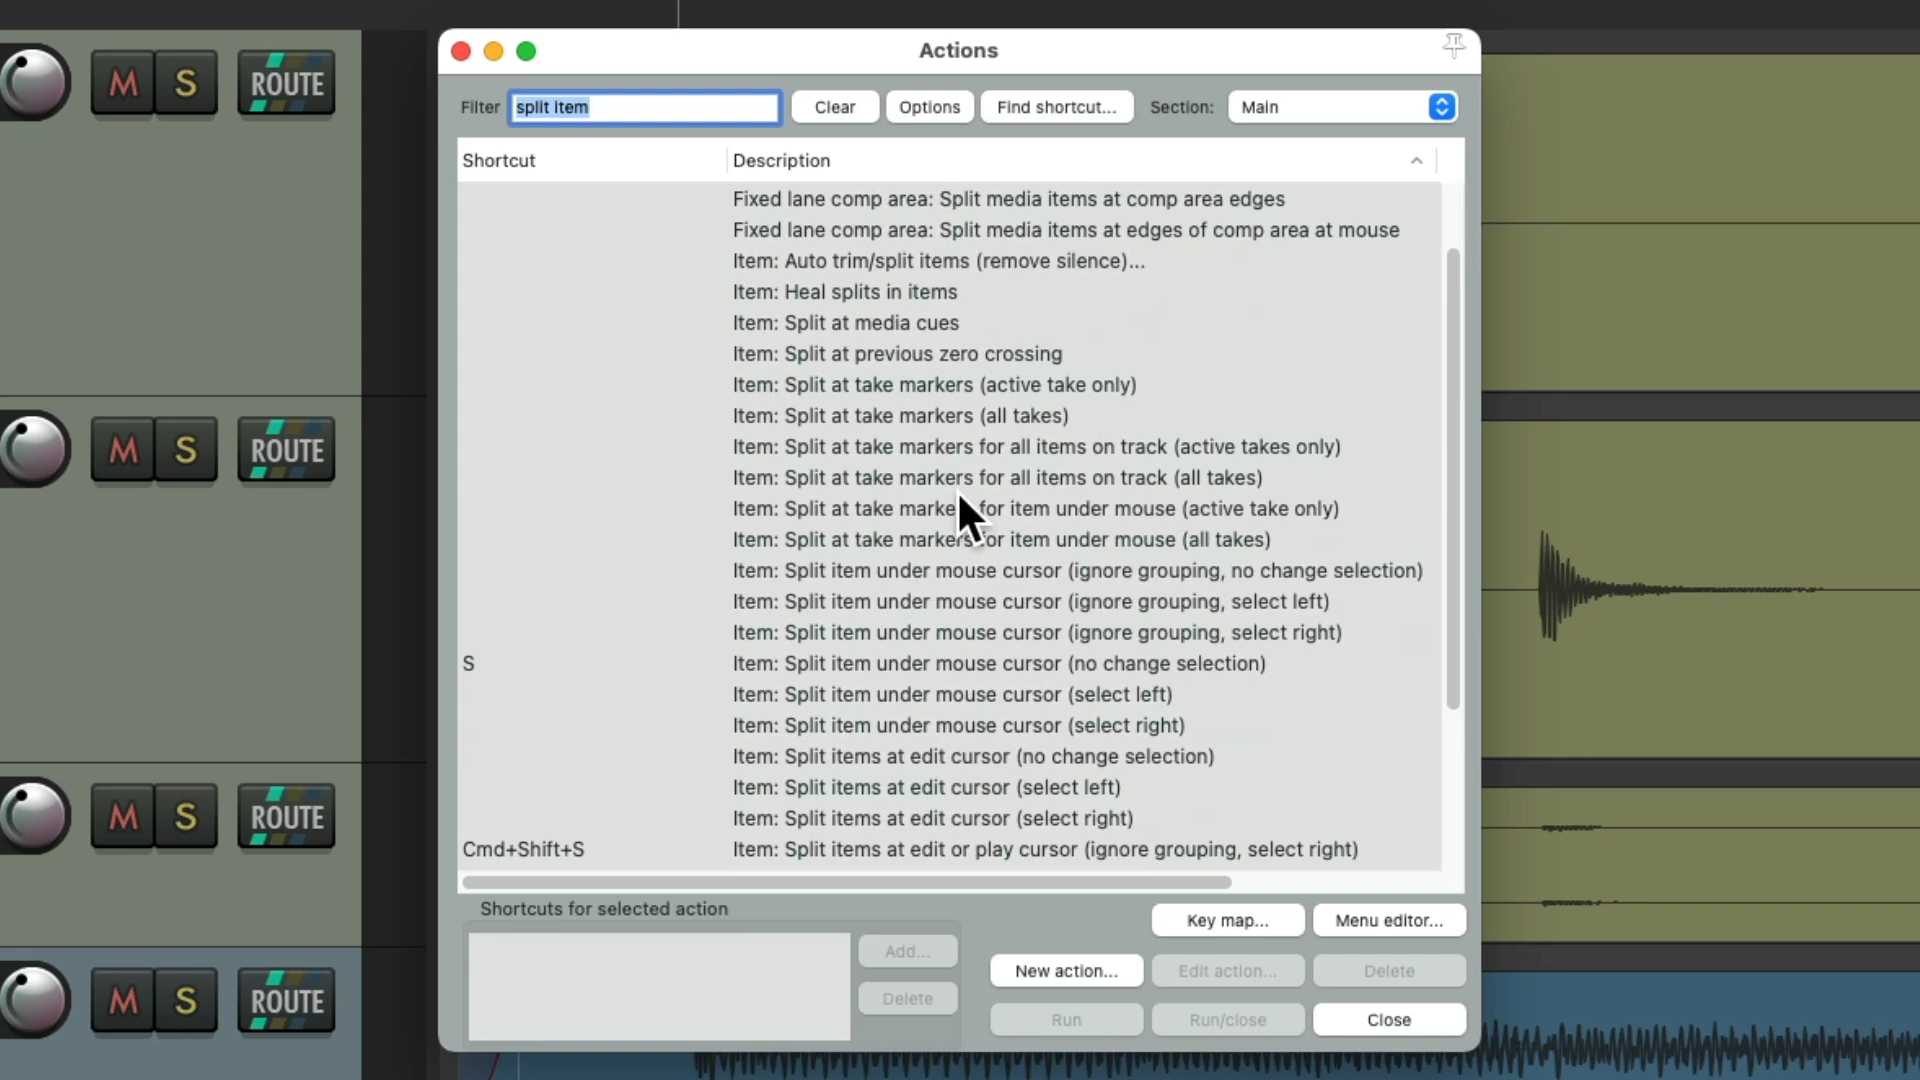 Actions
Filter split item Clear Options Find shortcut... Section: Main
Shortcut Description
Fixed lane comp area: Split media items at comp area edges
Fixed lane comp area: Split media items at edges of comp area at mouse
Item: Auto trim/split items (remove silence)...
Item: Heal splits in items
Item: Split at media cues
Item: Split at previous zero crossing
Item: Split at take markers (active take only)
Item: Split at take markers (all takes)
Item: Split at take markers for all items on track (active takes only)
Item: Split at take markers for all items on track (all takes)
Item: Split at take markers for item under mouse (active take only)
Item: Split at take markers for item under mouse (all takes)
Item: Split item under mouse cursor (ignore grouping, no change selection)
Item: Split item under mouse cursor (ignore grouping, select left)
Item: Split item under mouse cursor (ignore grouping, select right)
S Item: Split item under mouse cursor (no change selection)
Item: Split item under mouse cursor (select left)
Item: Split item under mouse cursor (select right)
Item: Split items at edit cursor (no change selection)
Item: Split items at edit cursor (select left)
Item: Split items at edit cursor (select right)
Cmd+Shift+S Item: Split items at edit or play cursor (ignore grouping, select right)
Shortcuts for selected action
Key map... Menu editor...
Add...
New action... Edit action... Delete
Delete
Run Run/close Close
M S ROUTE
M S ROUTE
M S ROUTE
M S ROUTE